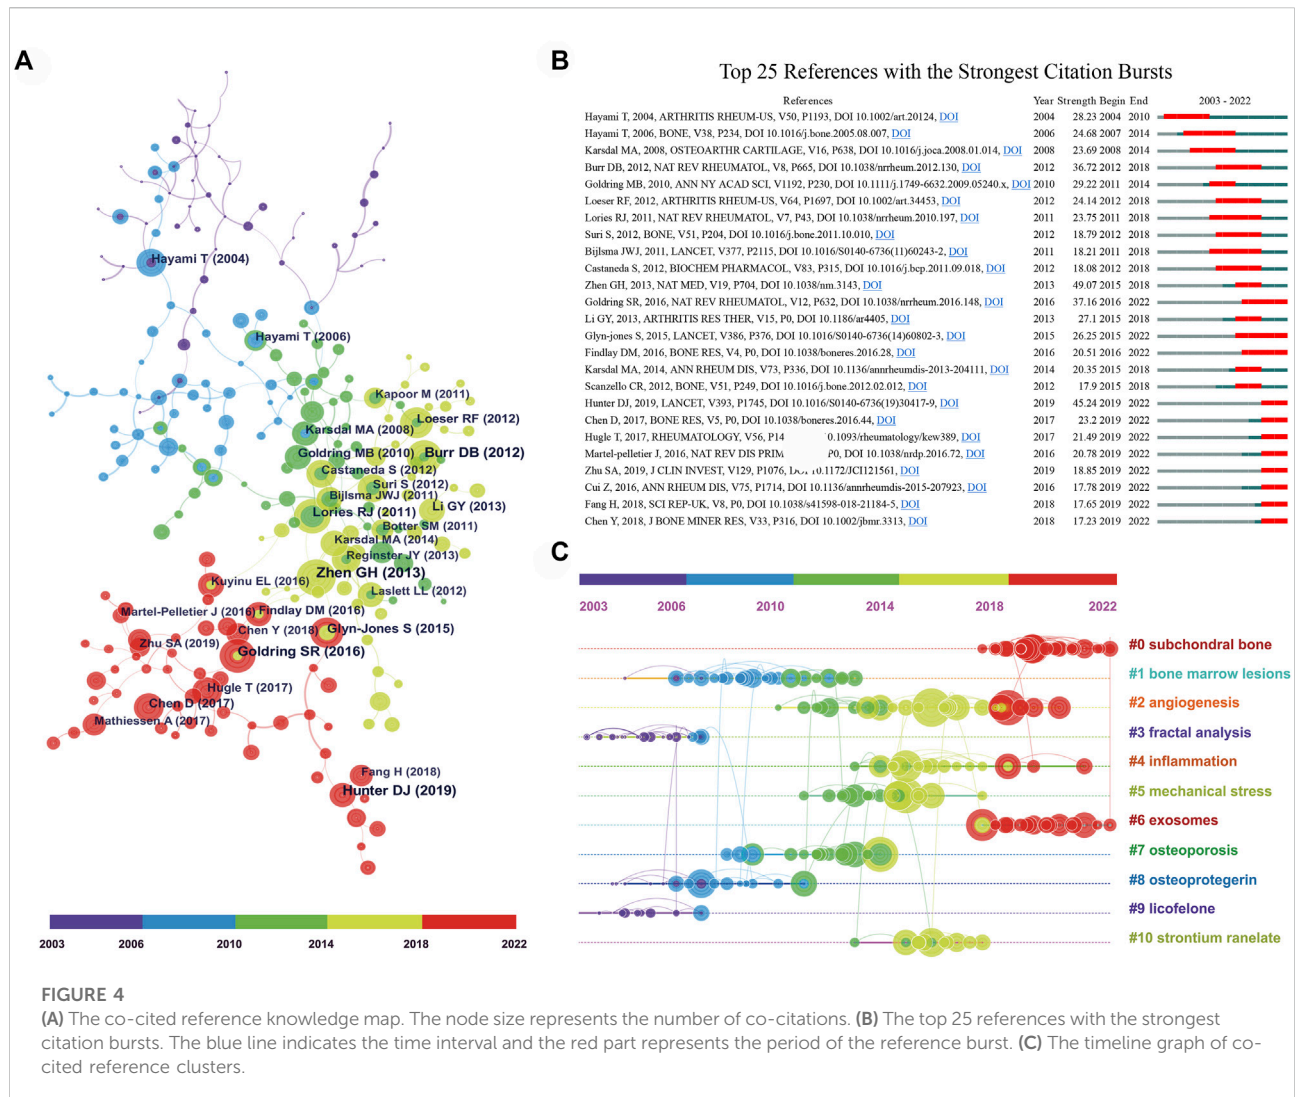 A
Hayami T (2004)
Hayami T (2006)
Kapoor M (2011)
Loeser RF (2012)
Karsdal MA (2008)
Goldring MB (2010)
Burr DB (2012)
Castaneda S (2012)
Suri S (2012)
Bijlsma JWJ (2011)
Li GY (2013)
Lories RJ (2011)
Botter SM (2011)
Karsdal MA (2014)
Reginster JY (2013)
Zhen GH (2013)
Kuyinu EL (2016)
Laslett LL (2012)
Martel-Pelletier J (2016)
Findlay DM (2016)
Chen Y (2018)
Glyn-Jones S (2015)
Zhu SA (2019)
Goldring SR (2016)
Hugle T (2017)
Chen D (2017)
Mathiessen A (2017)
Fang H (2018)
Hunter DJ (2019)
2003 2006 2010 2014 2018 2022
B
Top 25 References with the Strongest Citation Bursts
References Year Strength Begin End 2003 - 2022
Hayami T, 2004, ARTHRITIS RHEUM-US, V50, P1193, DOI 10.1002/art.20124, DOI 2004 28.23 2004 2010
Hayami T, 2006, BONE, V38, P234, DOI 10.1016/j.bone.2005.08.007, DOI 2006 24.68 2007 2014
Karsdal MA, 2008, OSTEOARTHR CARTILAGE, V16, P638, DOI 10.1016/j.joca.2008.01.014, DOI 2008 23.69 2008 2014
Burr DB, 2012, NAT REV RHEUMATOL, V8, P665, DOI 10.1038/nrrheum.2012.130, DOI 2012 36.72 2012 2018
Goldring MB, 2010, ANN NY ACAD SCI, V1192, P230, DOI 10.1111/j.1749-6632.2009.05240.x, DOI 2010 29.22 2011 2014
Loeser RF, 2012, ARTHRITIS RHEUM-US, V64, P1697, DOI 10.1002/art.34453, DOI 2012 24.14 2012 2018
Lories RJ, 2011, NAT REV RHEUMATOL, V7, P43, DOI 10.1038/nrrheum.2010.197, DOI 2011 23.75 2011 2018
Suri S, 2012, BONE, V51, P204, DOI 10.1016/j.bone.2011.10.010, DOI 2012 18.79 2012 2018
Bijlsma JWJ, 2011, LANCET, V377, P2115, DOI 10.1016/S0140-6736(11)60243-2, DOI 2011 18.21 2011 2018
Castaneda S, 2012, BIOCHEM PHARMACOL, V83, P315, DOI 10.1016/j.bcp.2011.09.018, DOI 2012 18.08 2012 2018
Zhen GH, 2013, NAT MED, V19, P704, DOI 10.1038/nm.3143, DOI 2013 49.07 2015 2018
Goldring SR, 2016, NAT REV RHEUMATOL, V12, P632, DOI 10.1038/nrrheum.2016.148, DOI 2016 37.16 2016 2022
Li GY, 2013, ARTHRITIS RES THER, V15, P0, DOI 10.1186/ar4405, DOI 2013 27.1 2015 2018
Glyn-jones S, 2015, LANCET, V386, P376, DOI 10.1016/S0140-6736(14)60802-3, DOI 2015 26.25 2015 2022
Findlay DM, 2016, BONE RES, V4, P0, DOI 10.1038/boneres.2016.28, DOI 2016 20.51 2016 2022
Karsdal MA, 2014, ANN RHEUM DIS, V73, P336, DOI 10.1136/annrheumdis-2013-204111, DOI 2014 20.35 2015 2018
Scanzello CR, 2012, BONE, V51, P249, DOI 10.1016/j.bone.2012.02.012, DOI 2012 17.9 2015 2018
Hunter DJ, 2019, LANCET, V393, P1745, DOI 10.1016/S0140-6736(19)30417-9, DOI 2019 45.24 2019 2022
Chen D, 2017, BONE RES, V5, P0, DOI 10.1038/boneres.2016.44, DOI 2017 23.2 2019 2022
Hugle T, 2017, RHEUMATOLOGY, V56, P14 0.1093/rheumatology/kew389, DOI 2017 21.49 2019 2022
Martel-pelletier J, 2016, NAT REV DIS PRIM P0, DOI 10.1038/nrdp.2016.72, DOI 2016 20.78 2019 2022
Zhu SA, 2019, J CLIN INVEST, V129, P1076, DOI 10.1172/JCI121561, DOI 2019 18.85 2019 2022
Cui Z, 2016, ANN RHEUM DIS, V75, P1714, DOI 10.1136/annrheumdis-2015-207923, DOI 2016 17.78 2019 2022
Fang H, 2018, SCI REP-UK, V8, P0, DOI 10.1038/s41598-018-21184-5, DOI 2018 17.65 2019 2022
Chen Y, 2018, J BONE MINER RES, V33, P316, DOI 10.1002/jbmr.3313, DOI 2018 17.23 2019 2022
C
2003 2006 2010 2014 2018 2022
#0 subchondral bone
#1 bone marrow lesions
#2 angiogenesis
#3 fractal analysis
#4 inflammation
#5 mechanical stress
#6 exosomes
#7 osteoporosis
#8 osteoprotegerin
#9 licofelone
#10 strontium ranelate
FIGURE 4
(A) The co-cited reference knowledge map. The node size represents the number of co-citations. (B) The top 25 references with the strongest
citation bursts. The blue line indicates the time interval and the red part represents the period of the reference burst. (C) The timeline graph of co-
cited reference clusters.